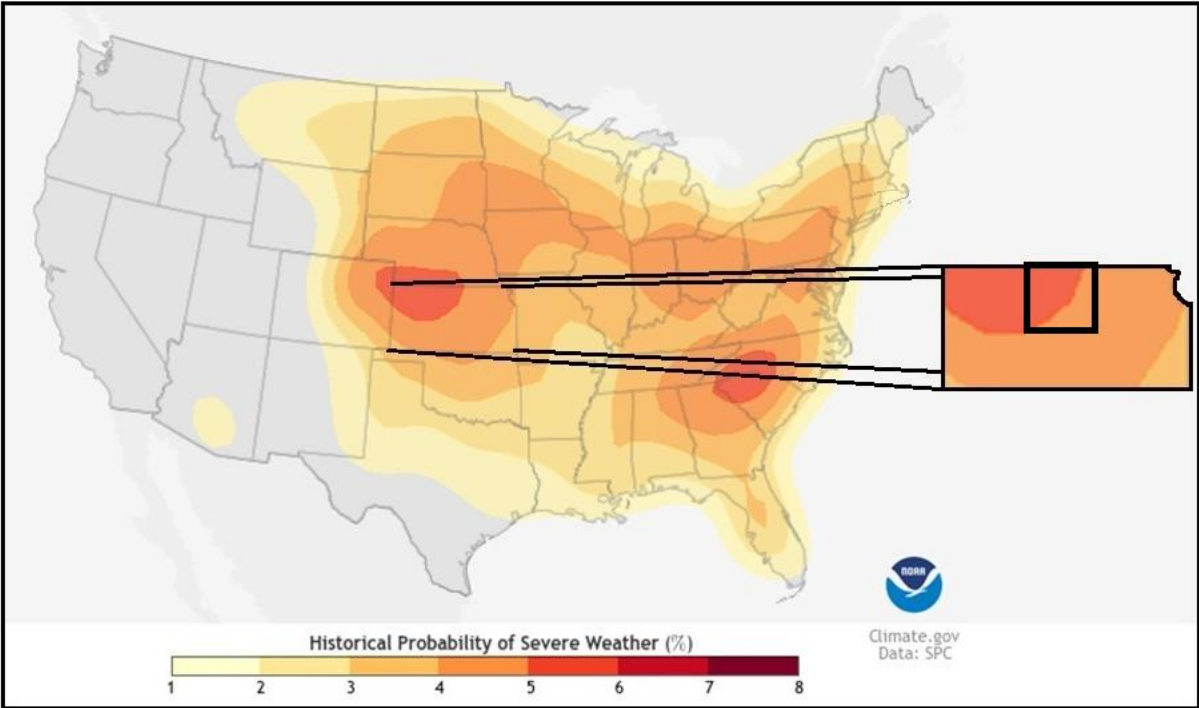 NOAA
Climate.gov
Data: SPC
Historical Probability of Severe Weather (%)
1 2 3 4 5 6 7 8